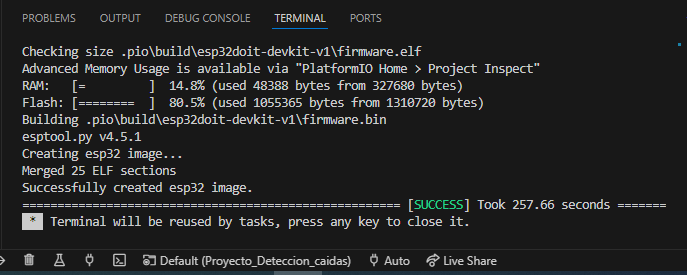 PROBLEMS OUTPUT DEBUG CONSOLE TERMINAL PORTS
Checking size .pio\build\esp32doit-devkit-v1\firmware.elf
Advanced Memory Usage is available via "PlatformIO Home > Project Inspect"
RAM:   [=         ]  14.8% (used 48388 bytes from 327680 bytes)
Flash: [========  ]  80.5% (used 1055365 bytes from 1310720 bytes)
Building .pio\build\esp32doit-devkit-v1\firmware.bin
esptool.py v4.5.1
Creating esp32 image...
Merged 25 ELF sections
Successfully created esp32 image.
====================================================== [SUCCESS] Took 257.66 seconds =======
* Terminal will be reused by tasks, press any key to close it.
Default (Proyecto_Deteccion_caidas) Auto Live Share